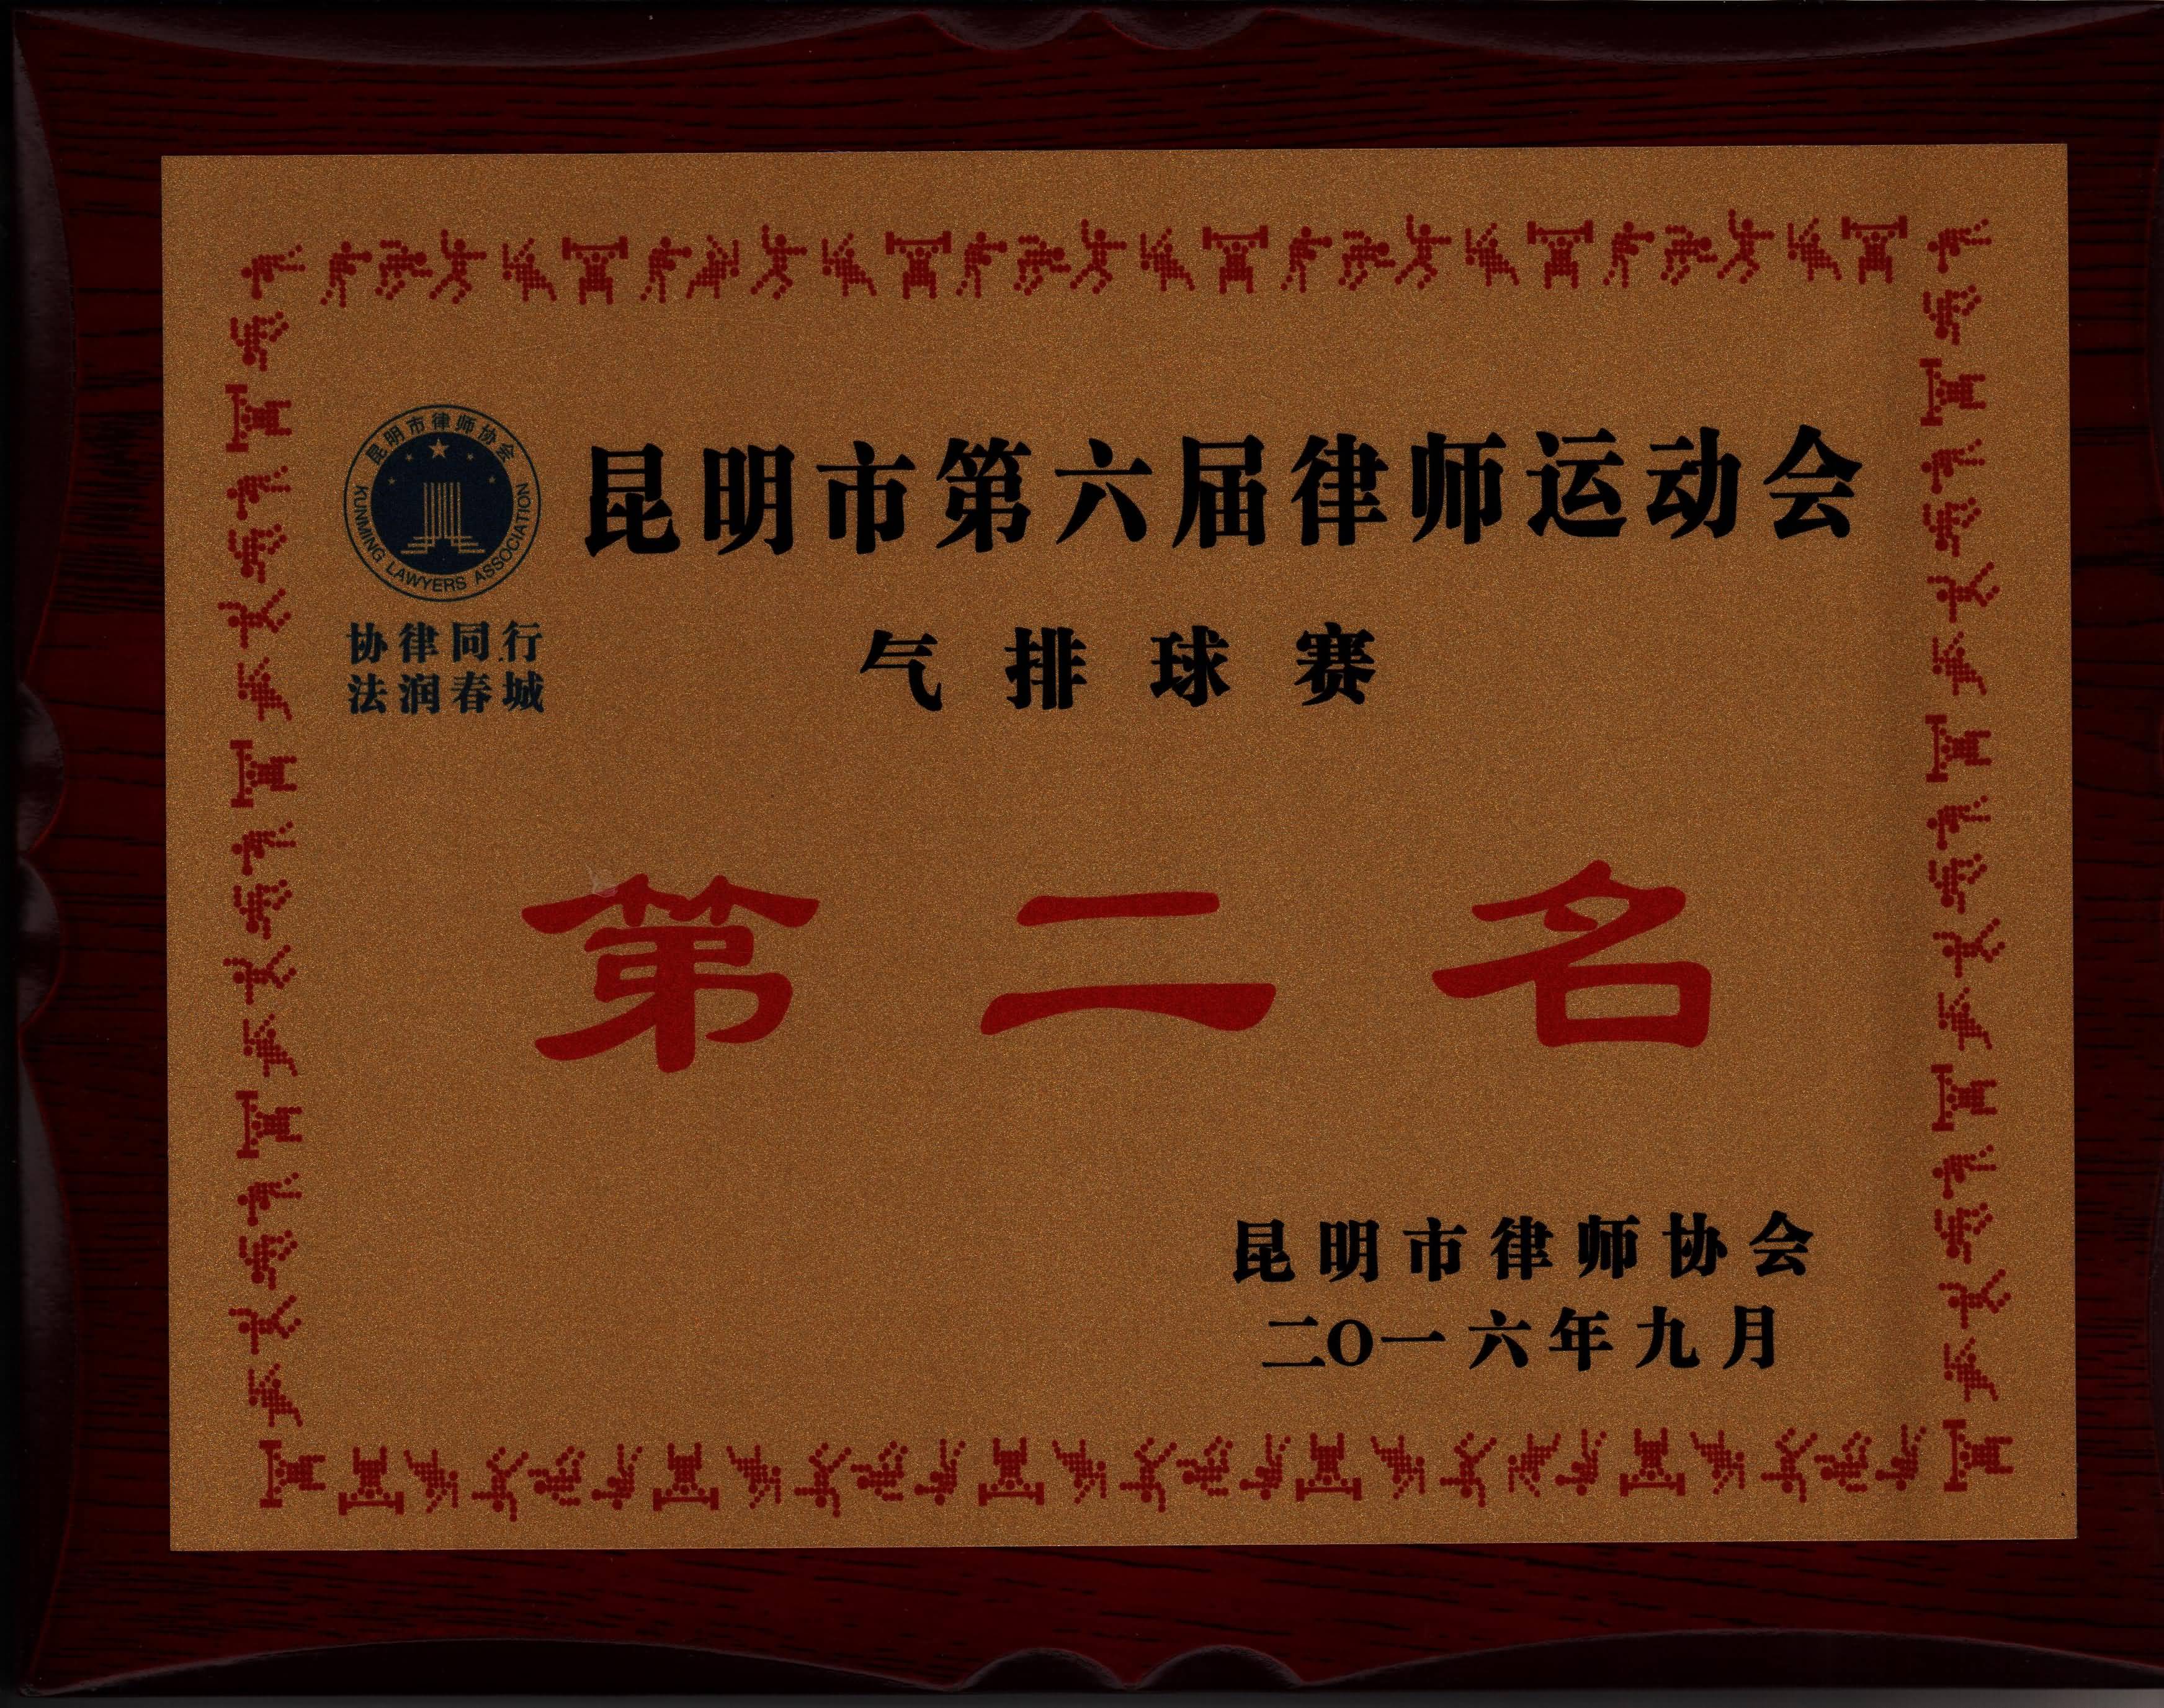 昆明市律师协会
KUNMING LAWYERS ASSOCIATION
协律同行
法润春城
昆明市第六届律师运动会
气排球赛
第二名
昆明市律师协会
二O一六年九月